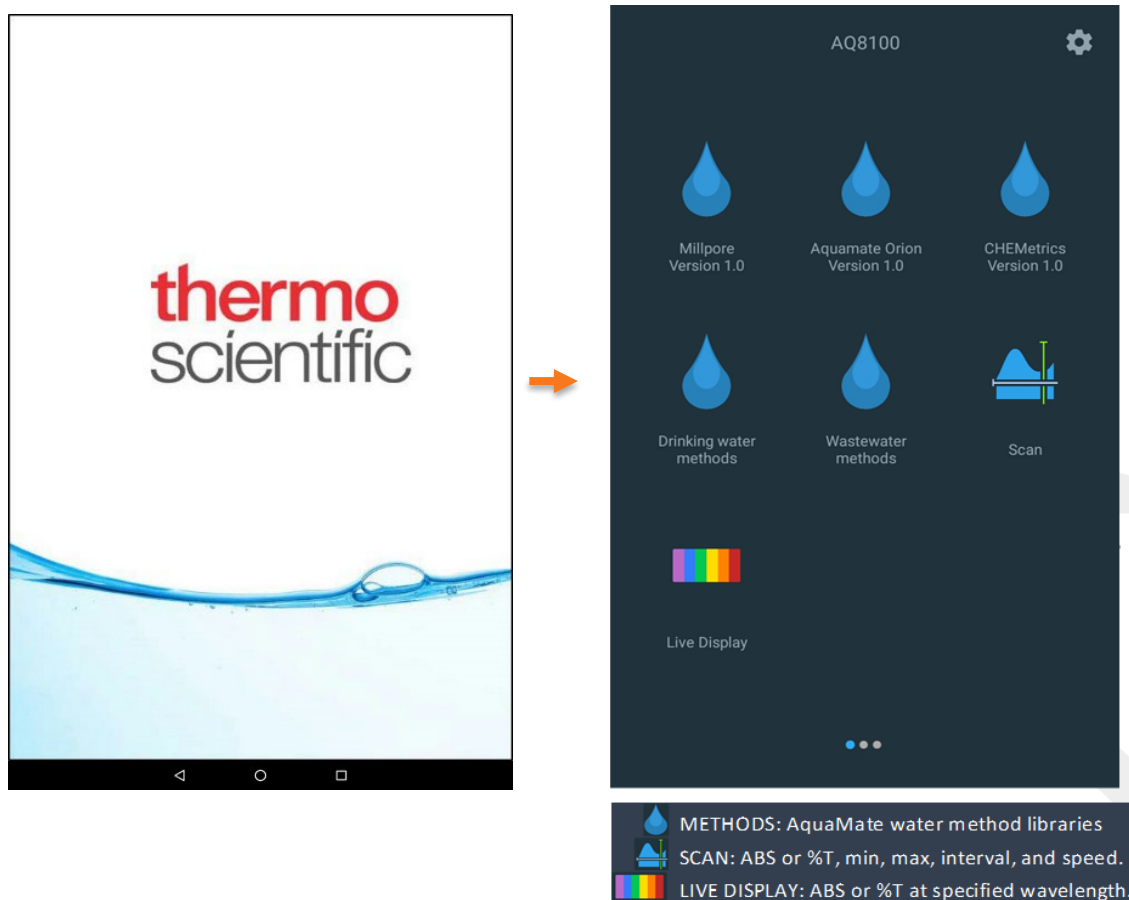 thermo
scientific
AQ8100
Millpore
Version 1.0
Aquamate Orion
Version 1.0
CHEMetrics
Version 1.0
Drinking water
methods
Wastewater
methods
Scan
Live Display
METHODS: AquaMate water method libraries
SCAN: ABS or %T, min, max, interval, and speed.
LIVE DISPLAY: ABS or %T at specified wavelength.